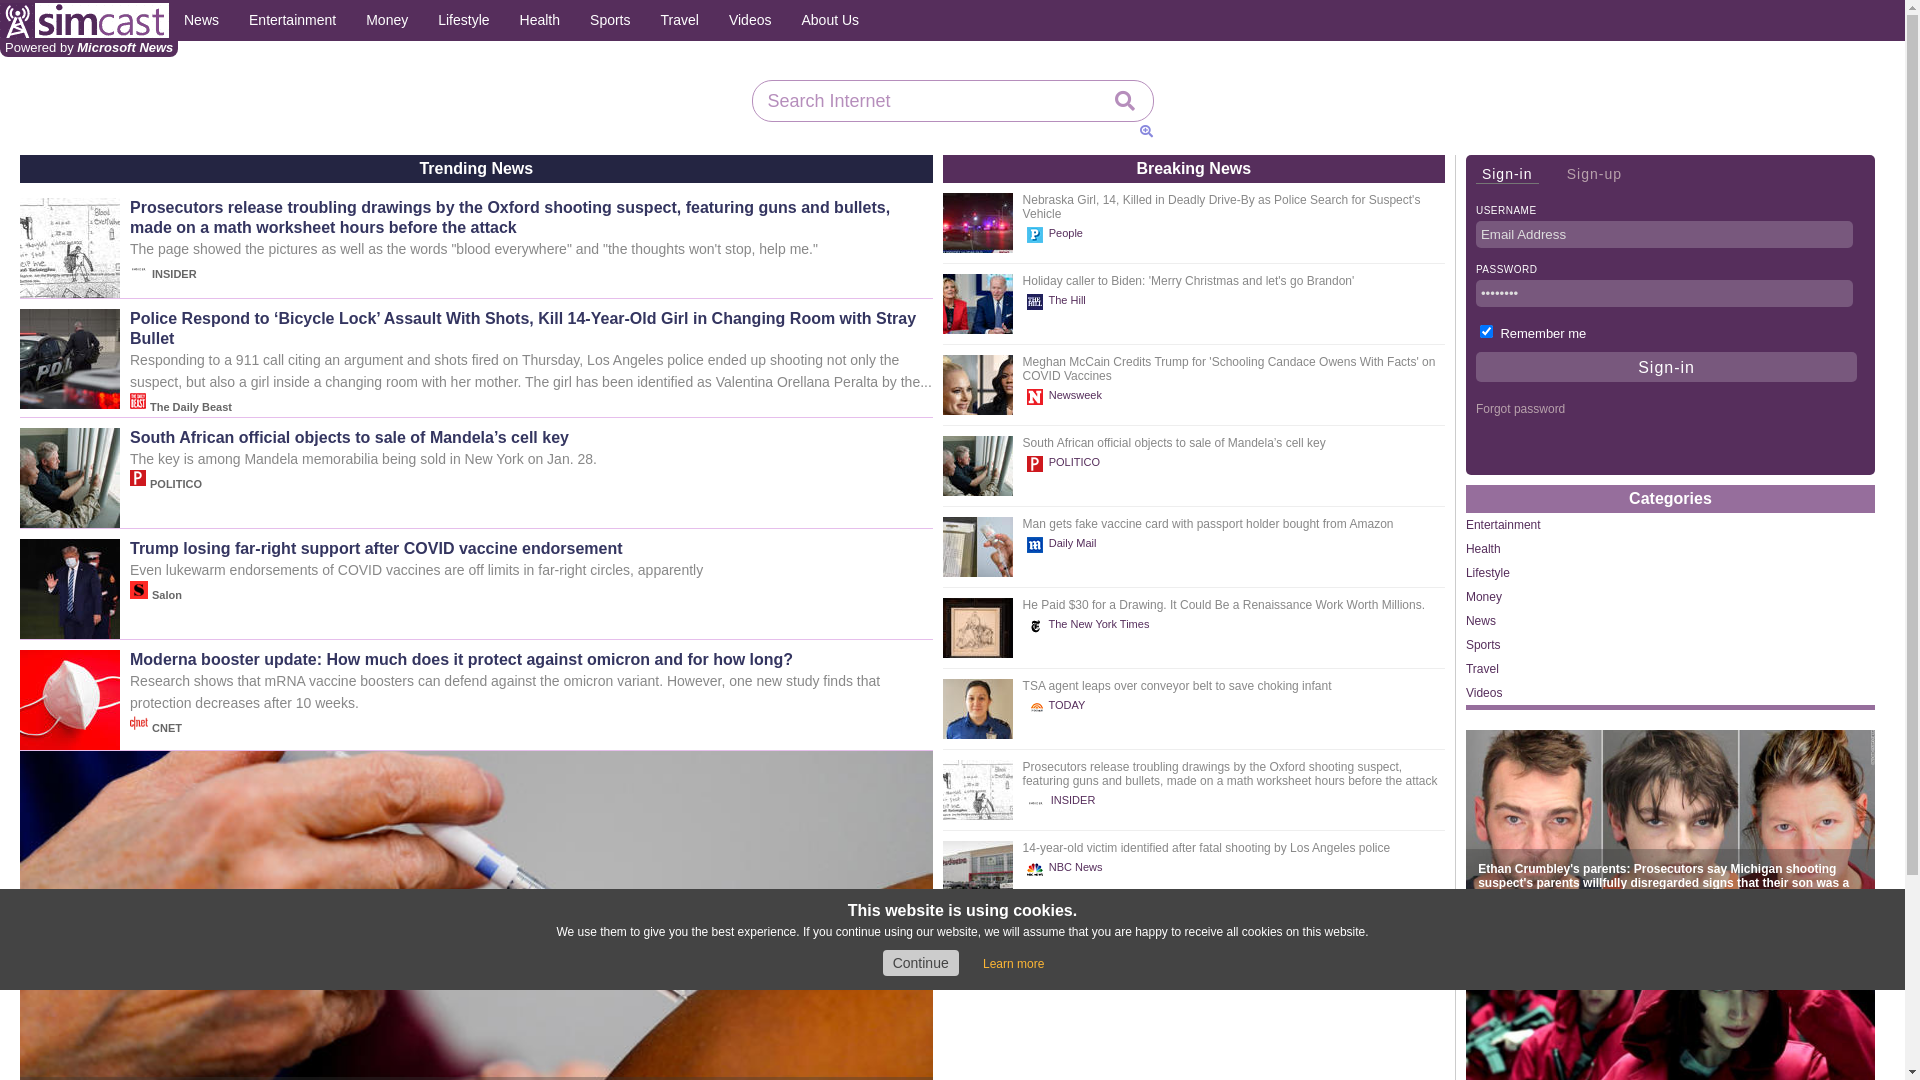 simcast
News
Entertainment
Money
Lifestyle
Health
Sports
Travel
Videos
About Us
Powered by Microsoft News
Search Internet
Trending News
Prosecutors release troubling drawings by the Oxford shooting suspect, featuring guns and bullets,
made on a math worksheet hours before the attack
The page showed the pictures as well as the words "blood everywhere" and "the thoughts won't stop, help me."
INSIDER
Police Respond to ‘Bicycle Lock’ Assault With Shots, Kill 14-Year-Old Girl in Changing Room with Stray
Bullet
Responding to a 911 call citing an argument and shots fired on Thursday, Los Angeles police ended up shooting not only the
suspect, but also a girl inside a changing room with her mother. The girl has been identified as Valentina Orellana Peralta by the...
The Daily Beast
South African official objects to sale of Mandela’s cell key
The key is among Mandela memorabilia being sold in New York on Jan. 28.
POLITICO
Trump losing far-right support after COVID vaccine endorsement
Even lukewarm endorsements of COVID vaccines are off limits in far-right circles, apparently
Salon
Moderna booster update: How much does it protect against omicron and for how long?
Research shows that mRNA vaccine boosters can defend against the omicron variant. However, one new study finds that
protection decreases after 10 weeks.
CNET
Breaking News
Nebraska Girl, 14, Killed in Deadly Drive-By as Police Search for Suspect's
Vehicle
People
Holiday caller to Biden: 'Merry Christmas and let's go Brandon'
The Hill
Meghan McCain Credits Trump for 'Schooling Candace Owens With Facts' on
COVID Vaccines
Newsweek
South African official objects to sale of Mandela’s cell key
POLITICO
Man gets fake vaccine card with passport holder bought from Amazon
Daily Mail
He Paid $30 for a Drawing. It Could Be a Renaissance Work Worth Millions.
The New York Times
TSA agent leaps over conveyor belt to save choking infant
TODAY
Prosecutors release troubling drawings by the Oxford shooting suspect,
featuring guns and bullets, made on a math worksheet hours before the attack
INSIDER
14-year-old victim identified after fatal shooting by Los Angeles police
NBC News
Sign-in
Sign-up
USERNAME
Email Address
PASSWORD
••••••••
Remember me
Sign-in
Forgot password
Categories
Entertainment
Health
Lifestyle
Money
News
Sports
Travel
Videos
Ethan Crumbley's parents: Prosecutors say Michigan shooting
suspect's parents willfully disregarded signs that their son was a
This website is using cookies.
We use them to give you the best experience. If you continue using our website, we will assume that you are happy to receive all cookies on this website.
Continue
Learn more